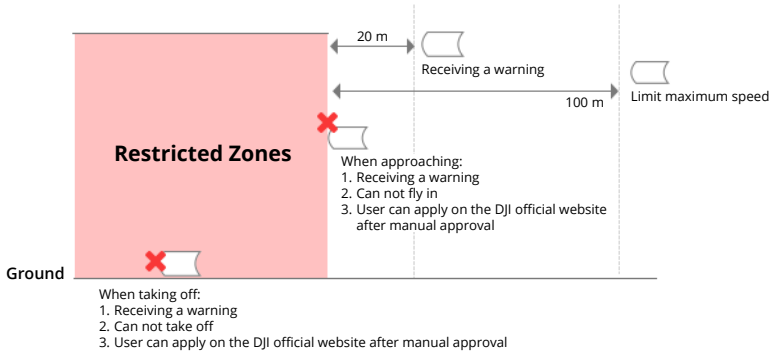 20 m
Receiving a warning
100 m
Limit maximum speed
Restricted Zones
When approaching:
1. Receiving a warning
2. Can not fly in
3. User can apply on the DJI official website
after manual approval
Ground
When taking off:
1. Receiving a warning
2. Can not take off
3. User can apply on the DJI official website after manual approval